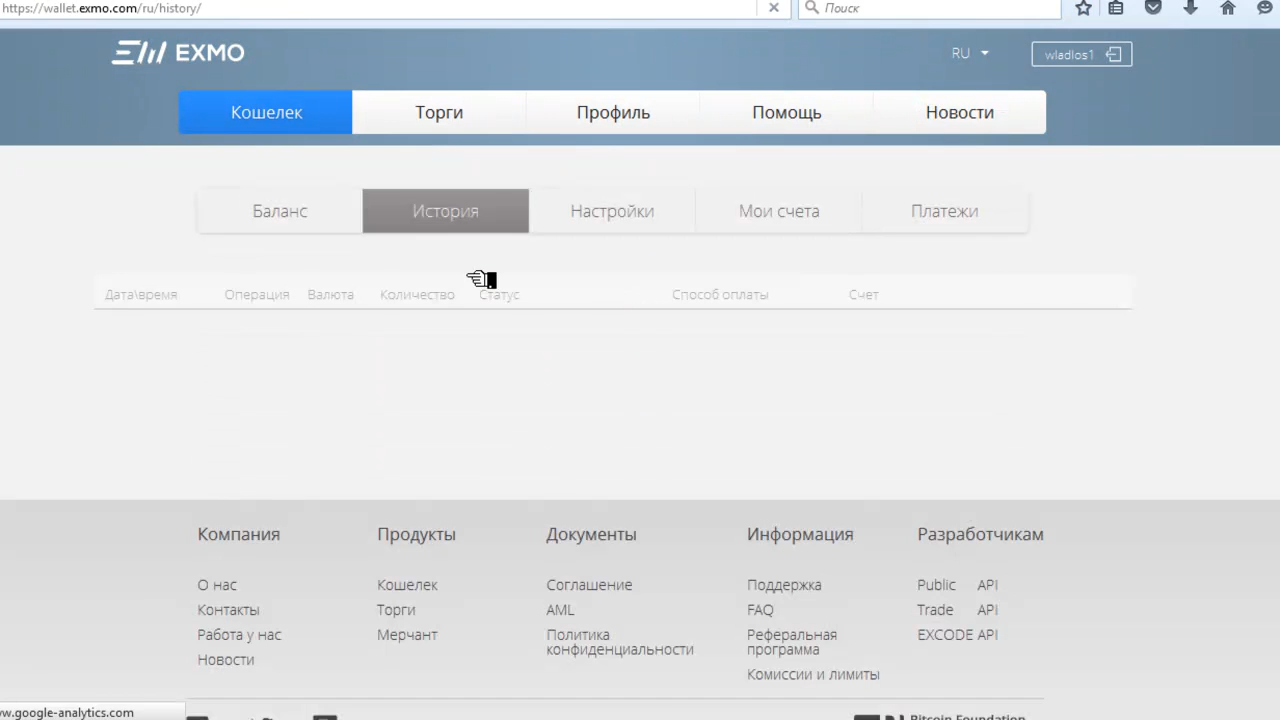 https://wallet.exmo.com/ru/history/
Поиск
EXMO
RU
wladlos1
Кошелек Торги Профиль Помощь Новости
Баланс История Настройки Мои счета Платежи
Дата\время Операция Валюта Количество Статус Способ оплаты Счет
Компания Продукты Документы Информация Разработчикам
О нас Кошелек Соглашение Поддержка Public API
Контакты Торги AML FAQ Trade API
Работа у нас Мерчант Политика Реферальная EXCODE API
конфиденциальности программа
Новости
Комиссии и лимиты
w.google-analytics.com
Bitcoin Foundation